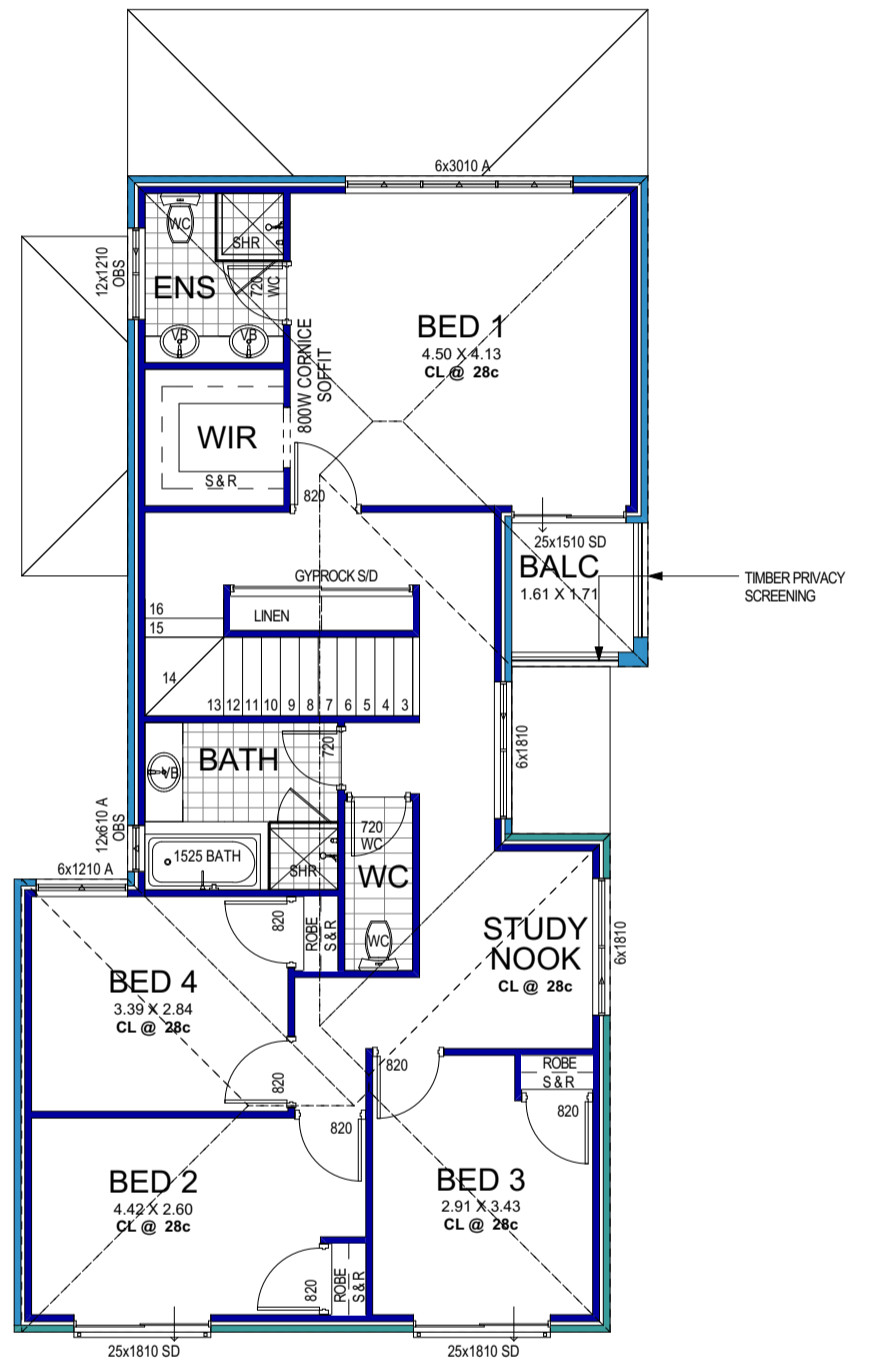 6x3010 A
WC
SHR
12x1210
OBS
ENS
720
WC
VB
VB
BED 1
4.50 X 4.13
CL @ 28c
800W CORNICE
SOFFIT
WIR
S & R
820
25x1510 SD
BALC
1.61 X 1.71
TIMBER PRIVACY
SCREENING
GYPROCK S/D
LINEN
16
15
14
13 12 11 10 9 8 7 6 5 4 3
6x1810
BATH
720
VB
12x610 A
OBS
1525 BATH
SHR
720
WC
WC
WC
6x1210 A
820
ROBE
S & R
STUDY
NOOK
CL @ 28c
6x1810
BED 4
3.39 X 2.84
CL @ 28c
820
820
ROBE
S & R
820
820
BED 2
4.42 X 2.60
CL @ 28c
BED 3
2.91 X 3.43
CL @ 28c
820
ROBE
S & R
25x1810 SD
25x1810 SD